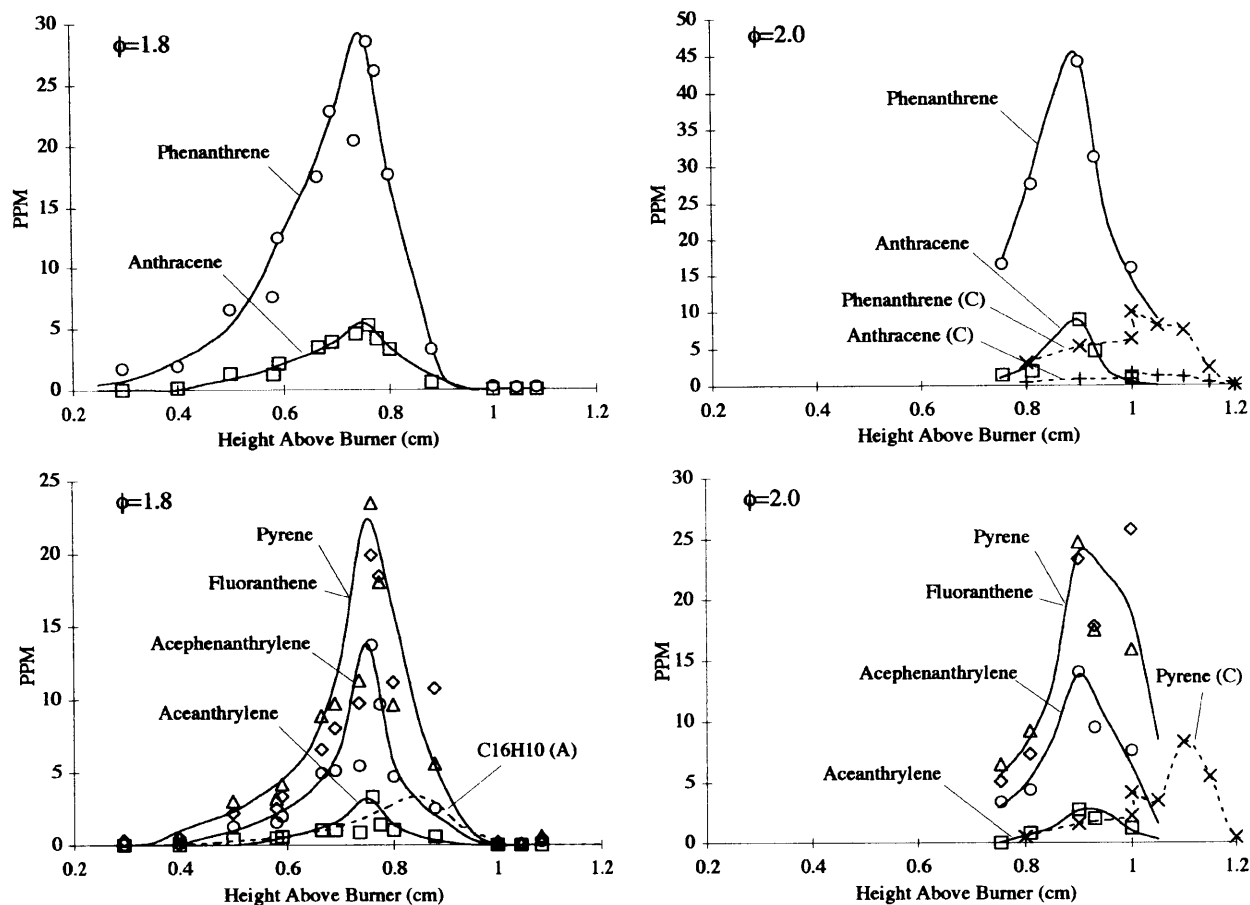 ϕ=1.8
30
25
20
15
10
5
0
PPM
Phenanthrene
Anthracene
0.2 0.4 0.6 0.8 1 1.2
Height Above Burner (cm)
ϕ=2.0
50
45
40
35
30
25
20
15
10
5
0
PPM
Phenanthrene
Anthracene
Phenanthrene (C)
Anthracene (C)
0.2 0.4 0.6 0.8 1 1.2
Height Above Burner (cm)
ϕ=1.8
25
20
15
10
5
0
PPM
Pyrene
Fluoranthene
Acephenanthrylene
Aceanthrylene
C16H10 (A)
0.2 0.4 0.6 0.8 1 1.2
Height Above Burner (cm)
ϕ=2.0
30
25
20
15
10
5
0
PPM
Pyrene
Fluoranthene
Acephenanthrylene
Pyrene (C)
Aceanthrylene
0.2 0.4 0.6 0.8 1 1.2
Height Above Burner (cm)